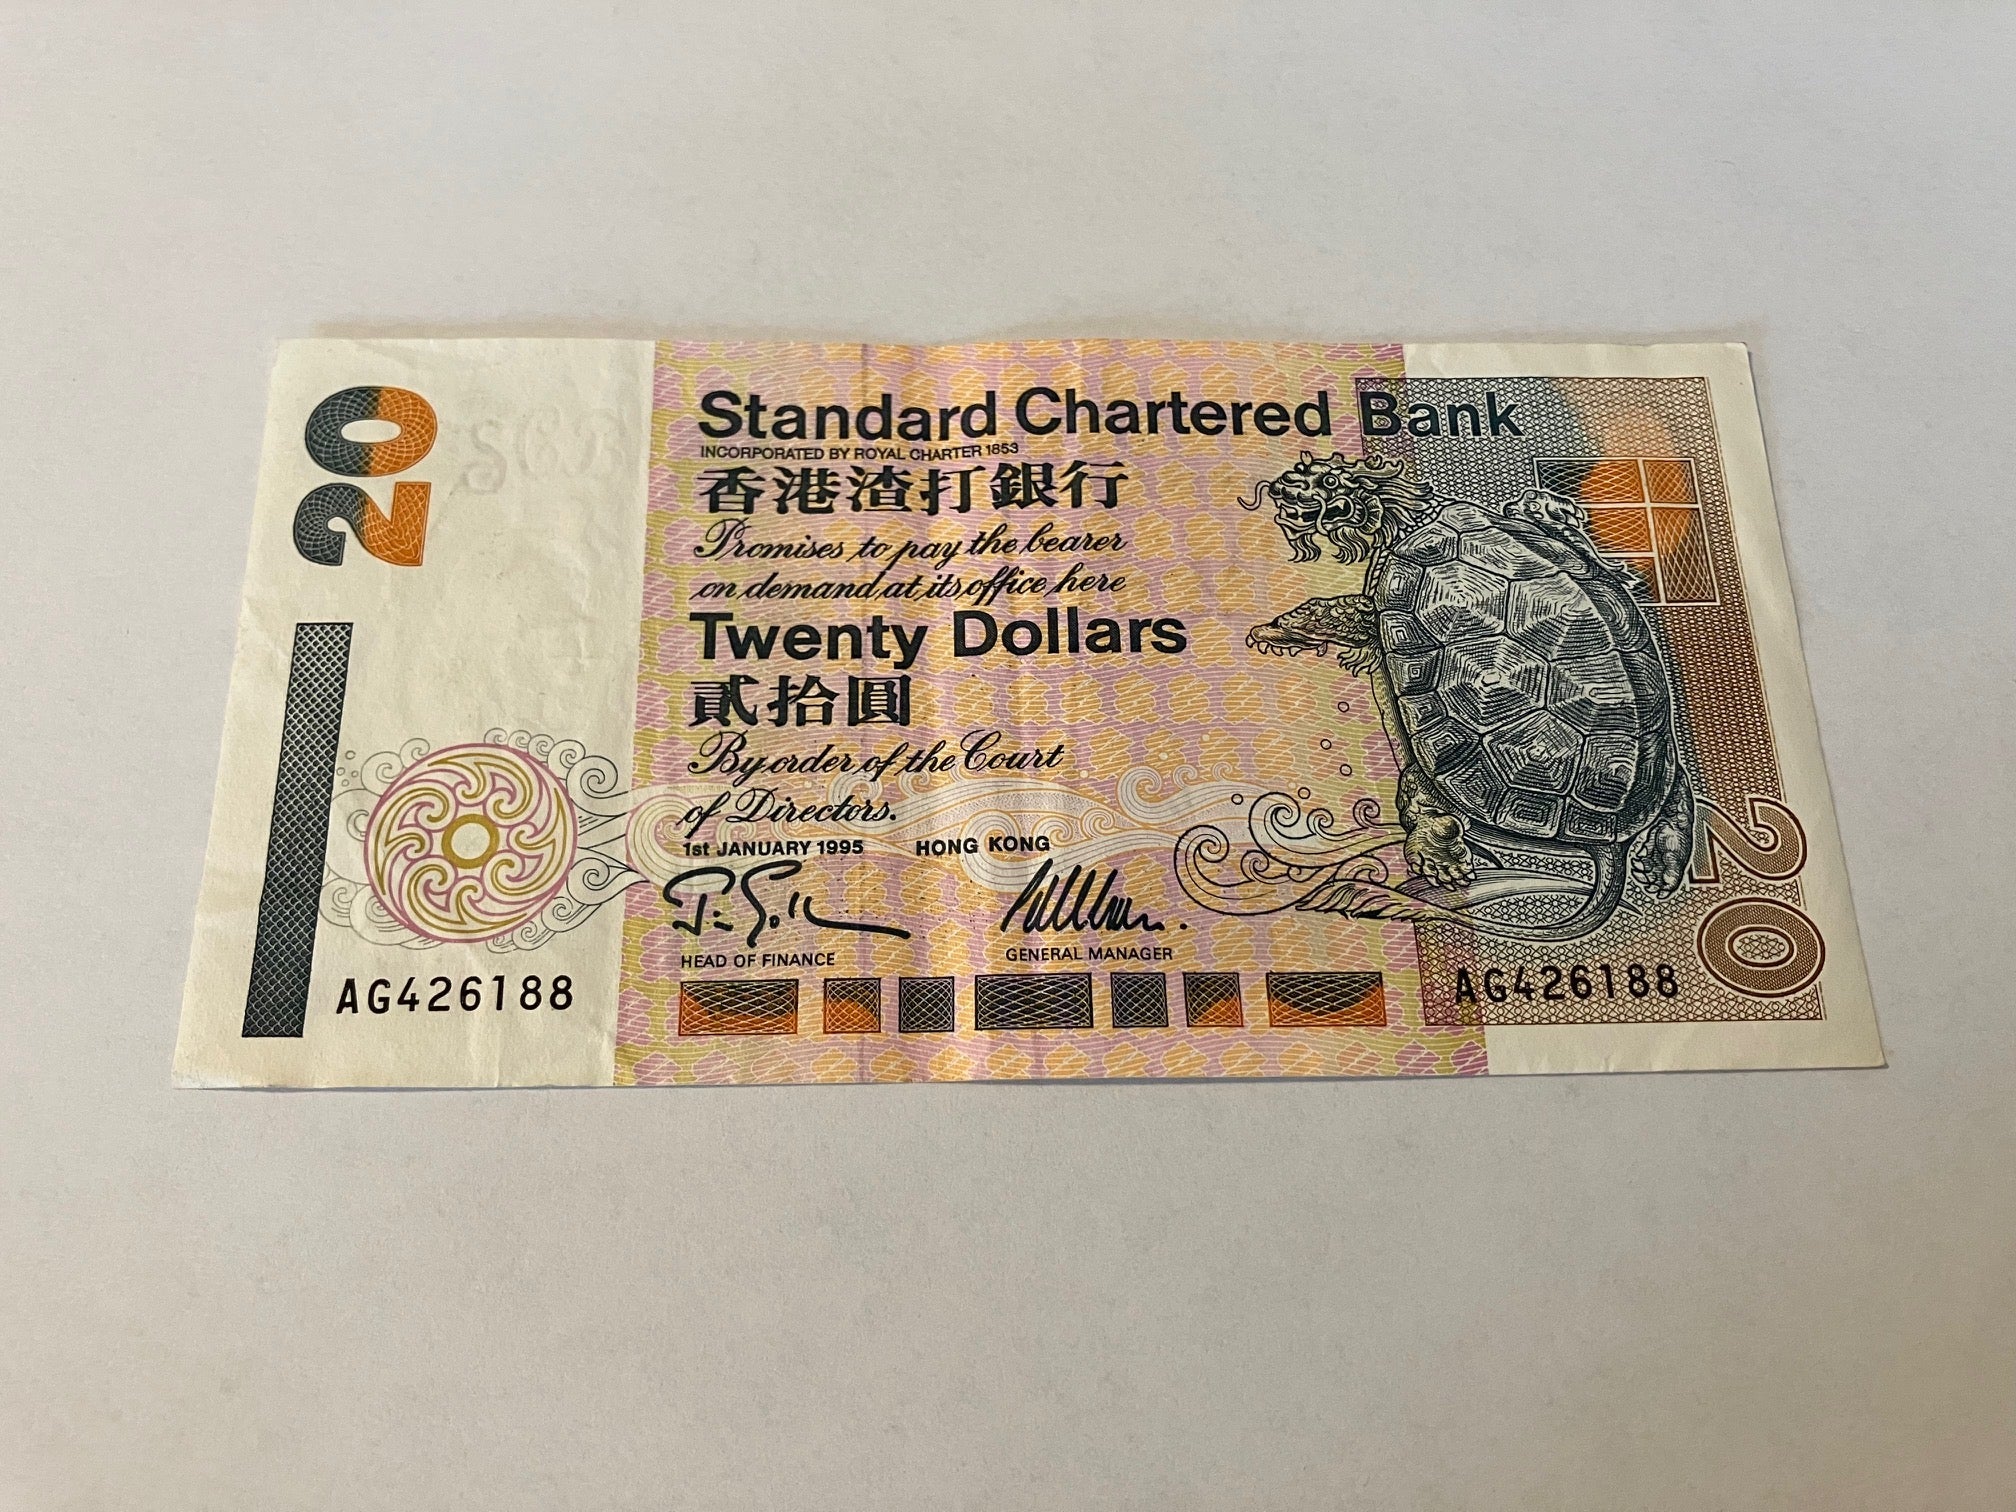 20
Standard Chartered Bank
INCORPORATED BY ROYAL CHARTER 1853
香港渣打銀行
Promises to pay the bearer
on demand at its office here
Twenty Dollars
貳拾圓
By order of the Court
of Directors.
1st JANUARY 1995 HONG KONG
HEAD OF FINANCE GENERAL MANAGER
AG426188
AG426188
20